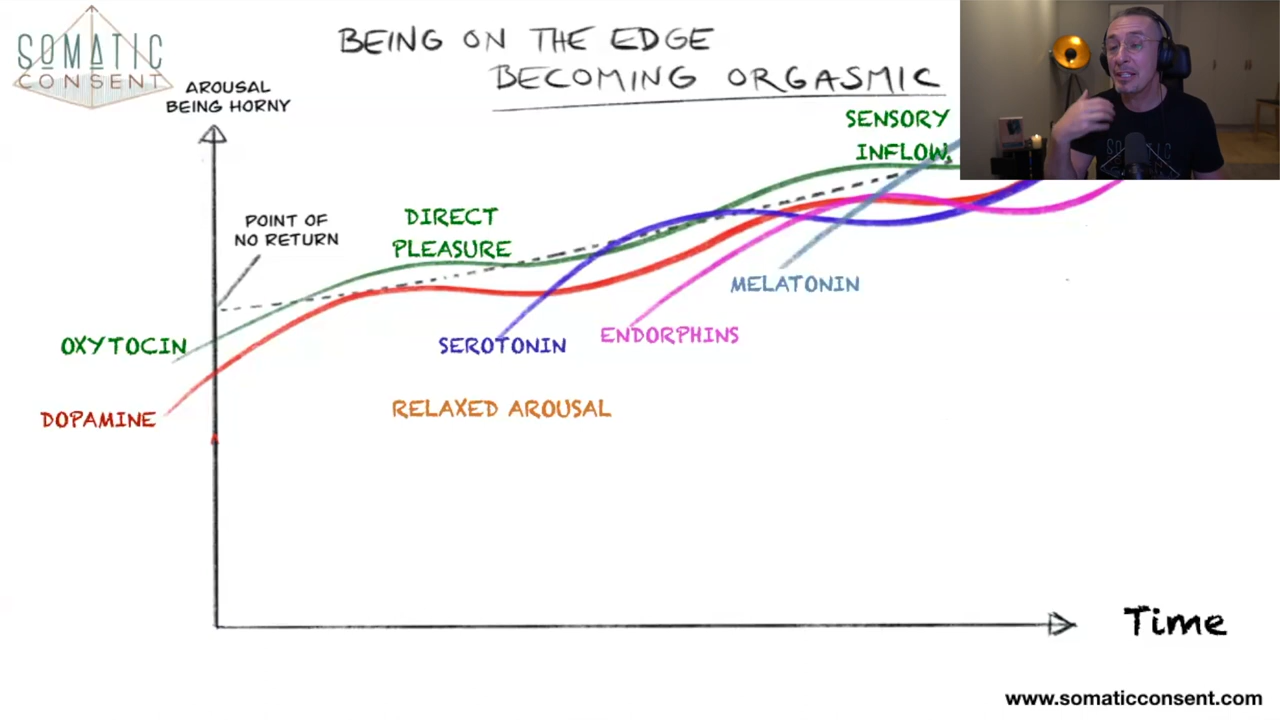 SOMATIC
CONSENT
BEING ON THE EDGE
BECOMING ORGASMIC
AROUSAL
BEING HORNY
SENSORY
INFLOW
POINT OF
NO RETURN
DIRECT
PLEASURE
MELATONIN
ENDORPHINS
OXYTOCIN
SEROTONIN
RELAXED AROUSAL
DOPAMINE
Time
www.somaticconsent.com